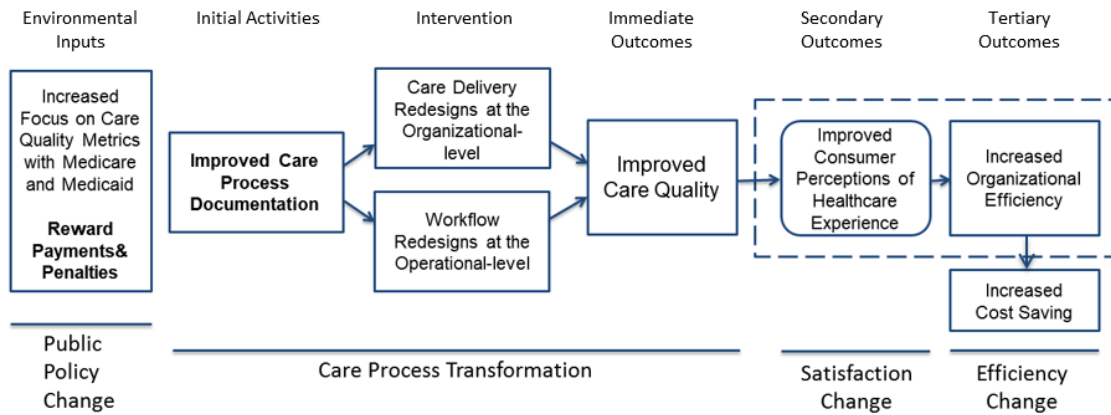 Environmental
Inputs
Initial Activities
Intervention
Immediate
Outcomes
Secondary
Outcomes
Tertiary
Outcomes
Increased
Focus on Care
Quality Metrics
with Medicare
and Medicaid
Reward
Payments&
Penalties
Improved Care
Process
Documentation
Care Delivery
Redesigns at the
Organizational-
level
Workflow
Redesigns at the
Operational-level
Improved
Care Quality
Improved
Consumer
Perceptions of
Healthcare
Experience
Increased
Organizational
Efficiency
Increased
Cost Saving
Public
Policy
Change
Care Process Transformation
Satisfaction
Change
Efficiency
Change